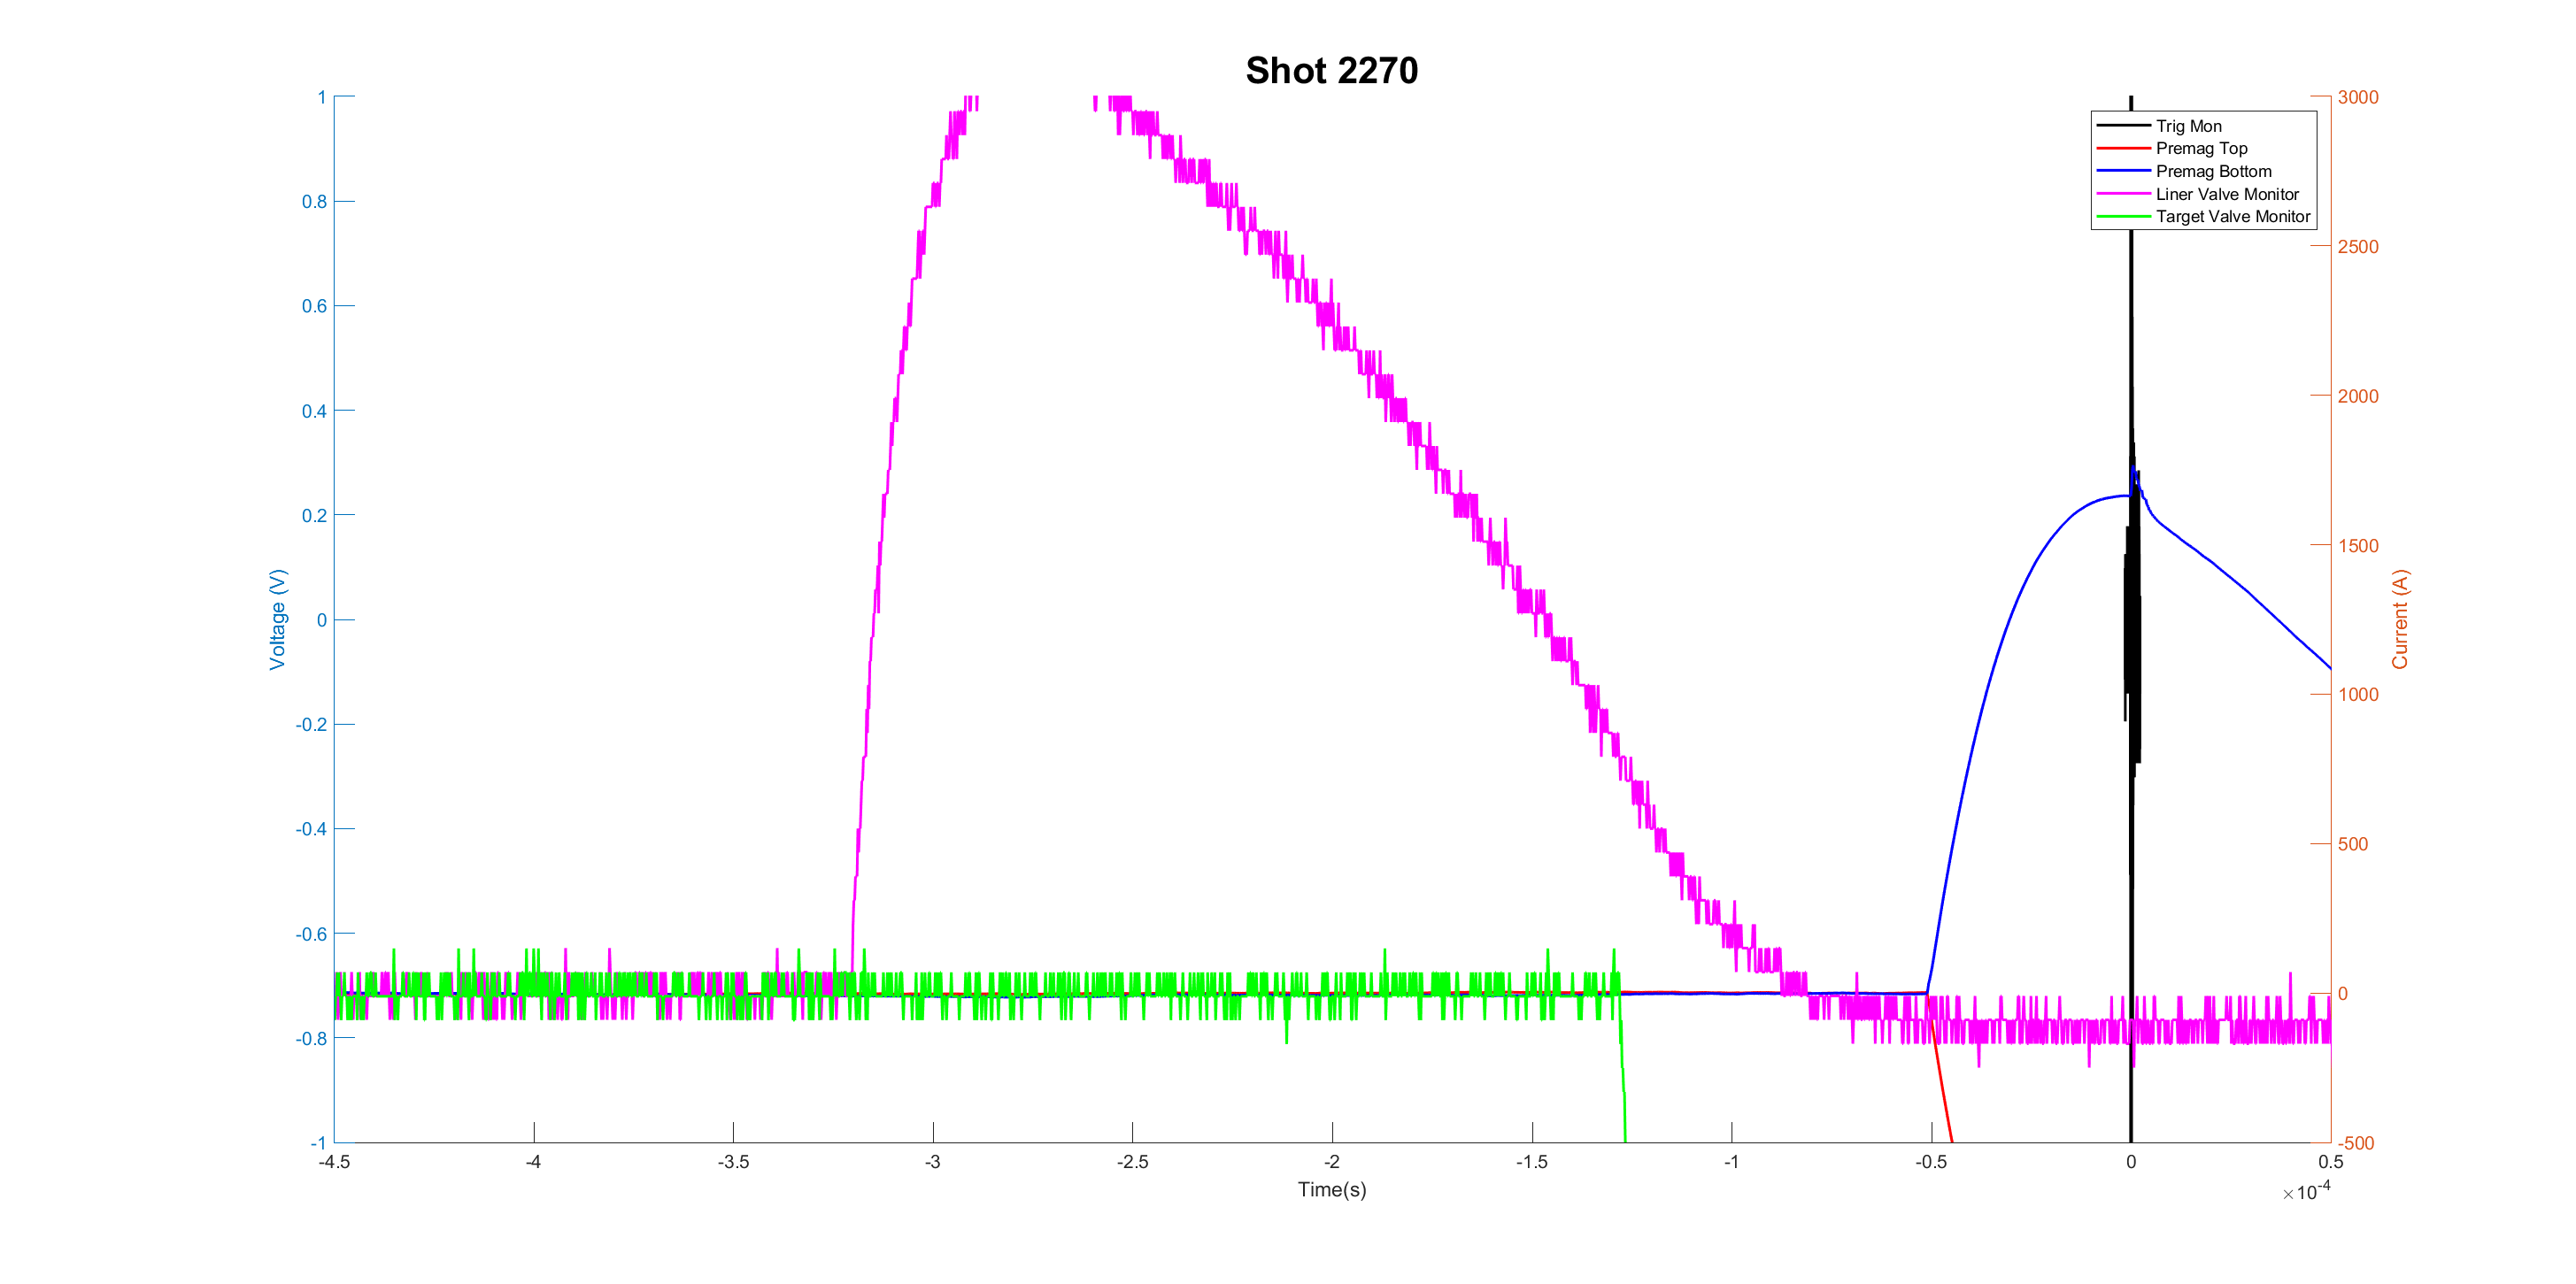 Shot 2270
1
0.8
0.6
0.4
0.2
0
-0.2
-0.4
-0.6
-0.8
-1
Voltage (V)
3000
2500
2000
1500
1000
500
0
-500
Current (A)
Trig Mon
Premag Top
Premag Bottom
Liner Valve Monitor
Target Valve Monitor
-4.5 -4 -3.5 -3 -2.5 -2 -1.5 -1 -0.5 0 0.5
Time(s)
×10-4